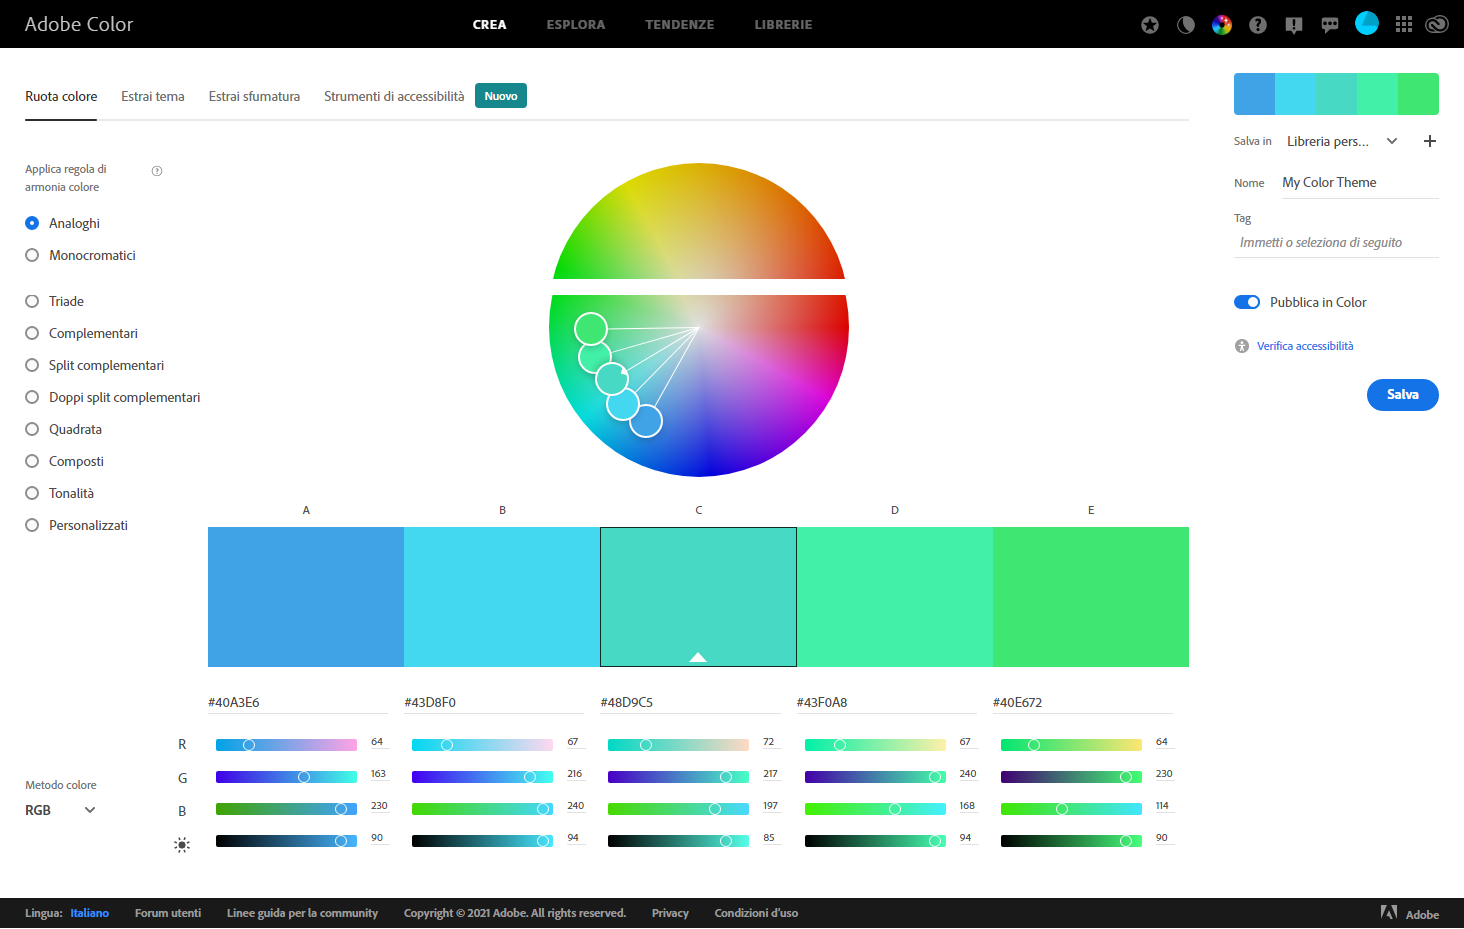 Adobe Color
CREA ESPLORA TENDENZE LIBRERIE
Ruota colore Estrai tema Estrai sfumatura Strumenti di accessibilità Nuovo
Applica regola di
armonia colore
Analoghi
Monocromatici
Triade
Complementari
Split complementari
Doppi split complementari
Quadrata
Composti
Tonalità
Personalizzati
Salva in Libreria pers...
Nome My Color Theme
Tag
Immetti o seleziona di seguito
Pubblica in Color
Verifica accessibilità
Salva
A B C D E
#40A3E6 #43D8F0 #48D9C5 #43F0A8 #40E672
R 64 67 72 67 64
G 163 216 217 240 230
B 230 240 197 168 114
90 94 85 94 90
Metodo colore
RGB
Lingua: Italiano Forum utenti Linee guida per la community Copyright © 2021 Adobe. All rights reserved. Privacy Condizioni d'uso Adobe